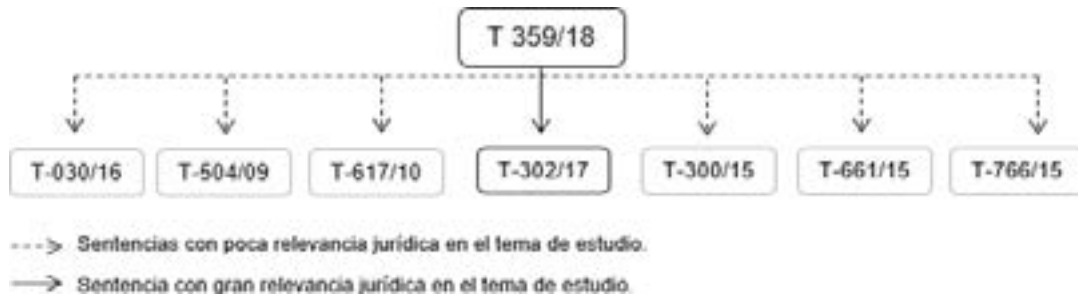 T 359/18
T-030/16 T-504/09 T-617/10 T-302/17 T-300/15 T-661/15 T-766/15
Sentencias con poca relevancia jurídica en el tema de estudio.
Sentencia con gran relevancia jurídica en el tema de estudio.